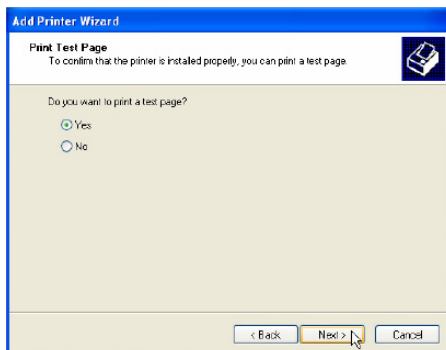 Add Printer Wizard
Print Test Page
To confirm that the printer is installed properly, you can print a test page.
Do you want to print a test page?
Yes
No
< Back Next > Cancel